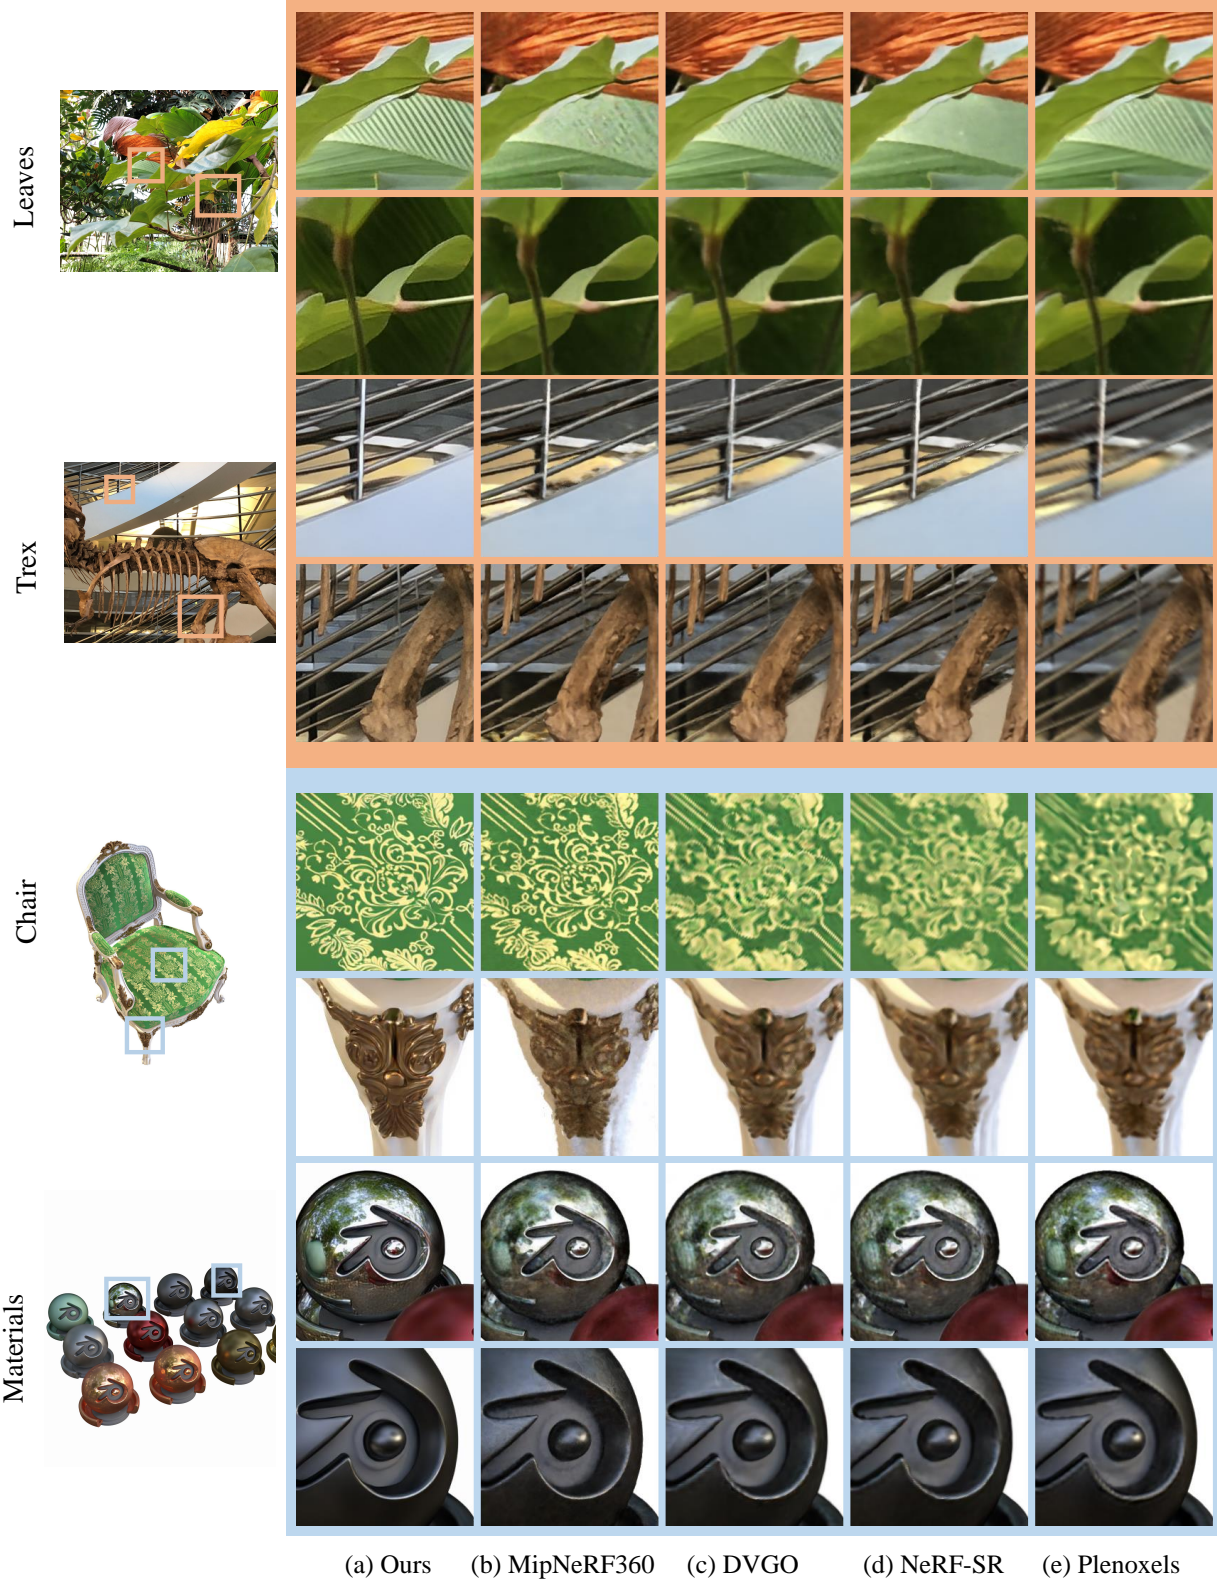 Leaves
Trex
Chair
Materials
(a) Ours (b) MipNeRF360 (c) DVGO (d) NeRF-SR (e) Plenoxels